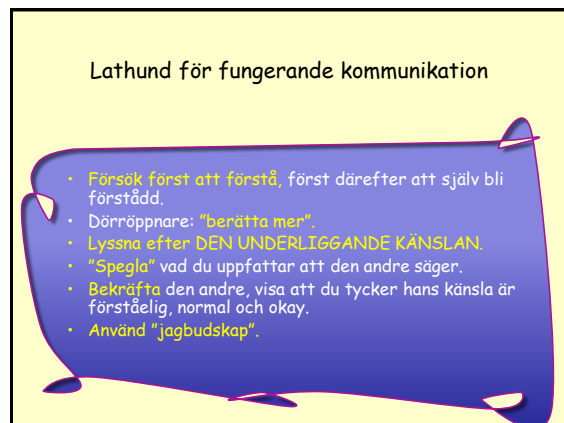 Lathund för fungerande kommunikation
• Försök först att förstå, först därefter att själv bli
förstådd.
• Dörröppnare: ”berätta mer”.
• Lyssna efter DEN UNDERLIGGANDE KÄNSLAN.
• ”Spegla” vad du uppfattar att den andre säger.
• Bekräfta den andre, visa att du tycker hans känsla är
förståelig, normal och okay.
• Använd ”jagbudskap”.